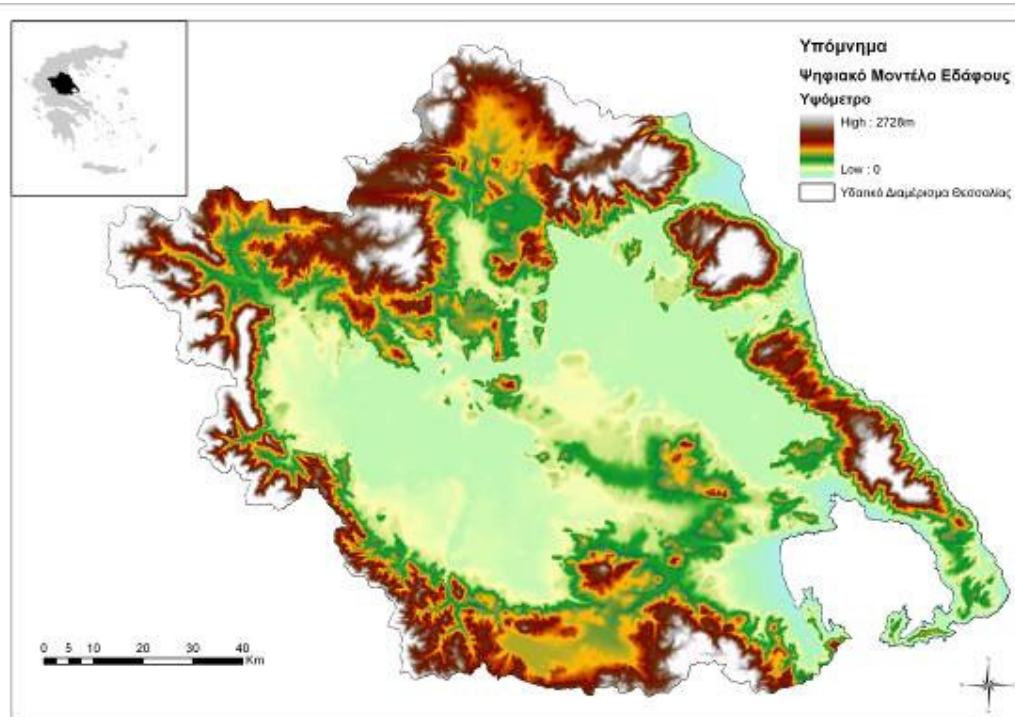 Υπόμνημα
Ψηφιακό Μοντέλο Εδάφους
Υψόμετρο
High : 2728m
Low : 0
Υδατικό Διαμέρισμα Θεσσαλίας
0 5 10 20 30 40
Km